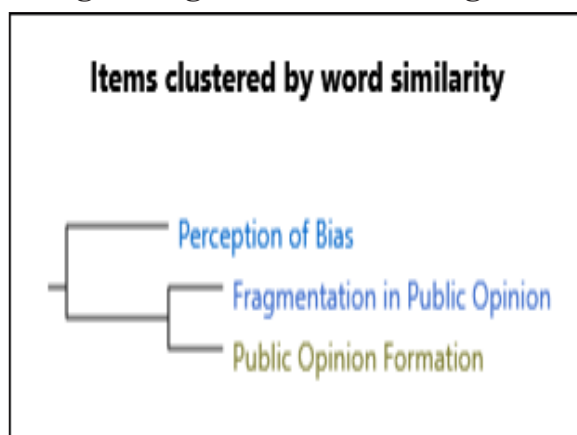 Items clustered by word similarity
Perception of Bias
Fragmentation in Public Opinion
Public Opinion Formation